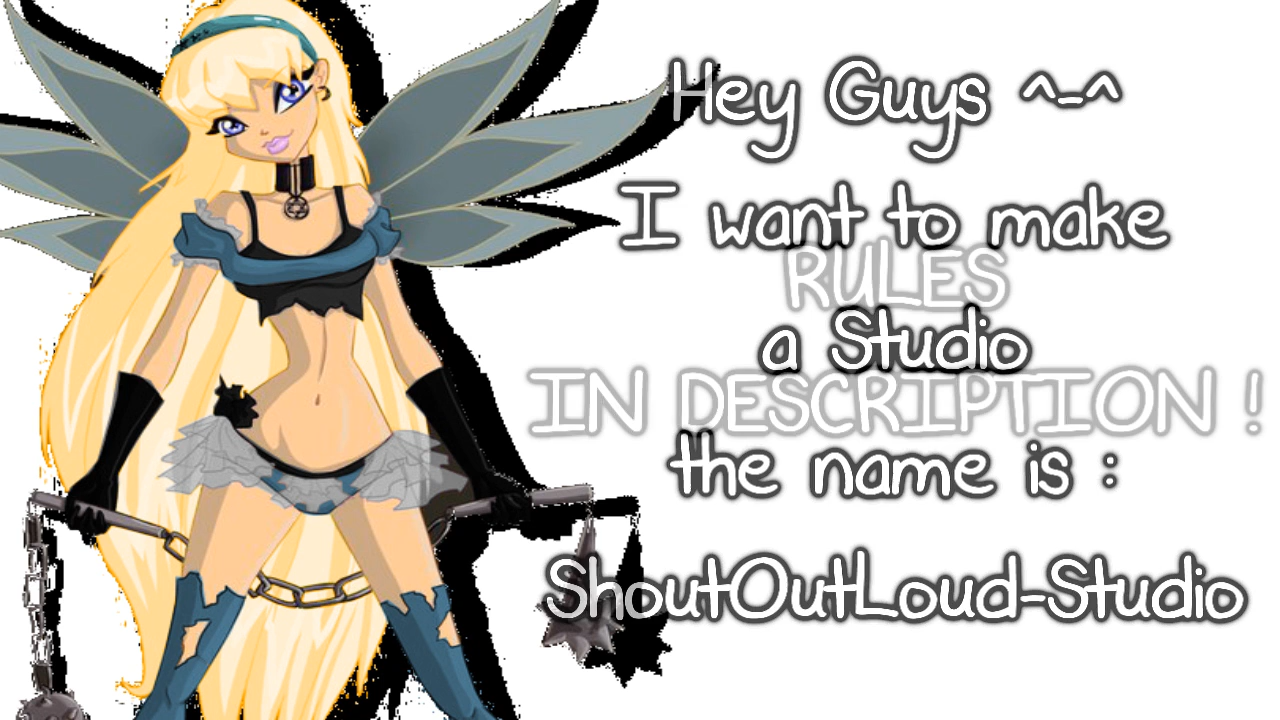 Hey Guys ^-^
I want to make
RULES
a Studio
IN DESCRIPTION !
the name is :
ShoutOutLoud-Studio